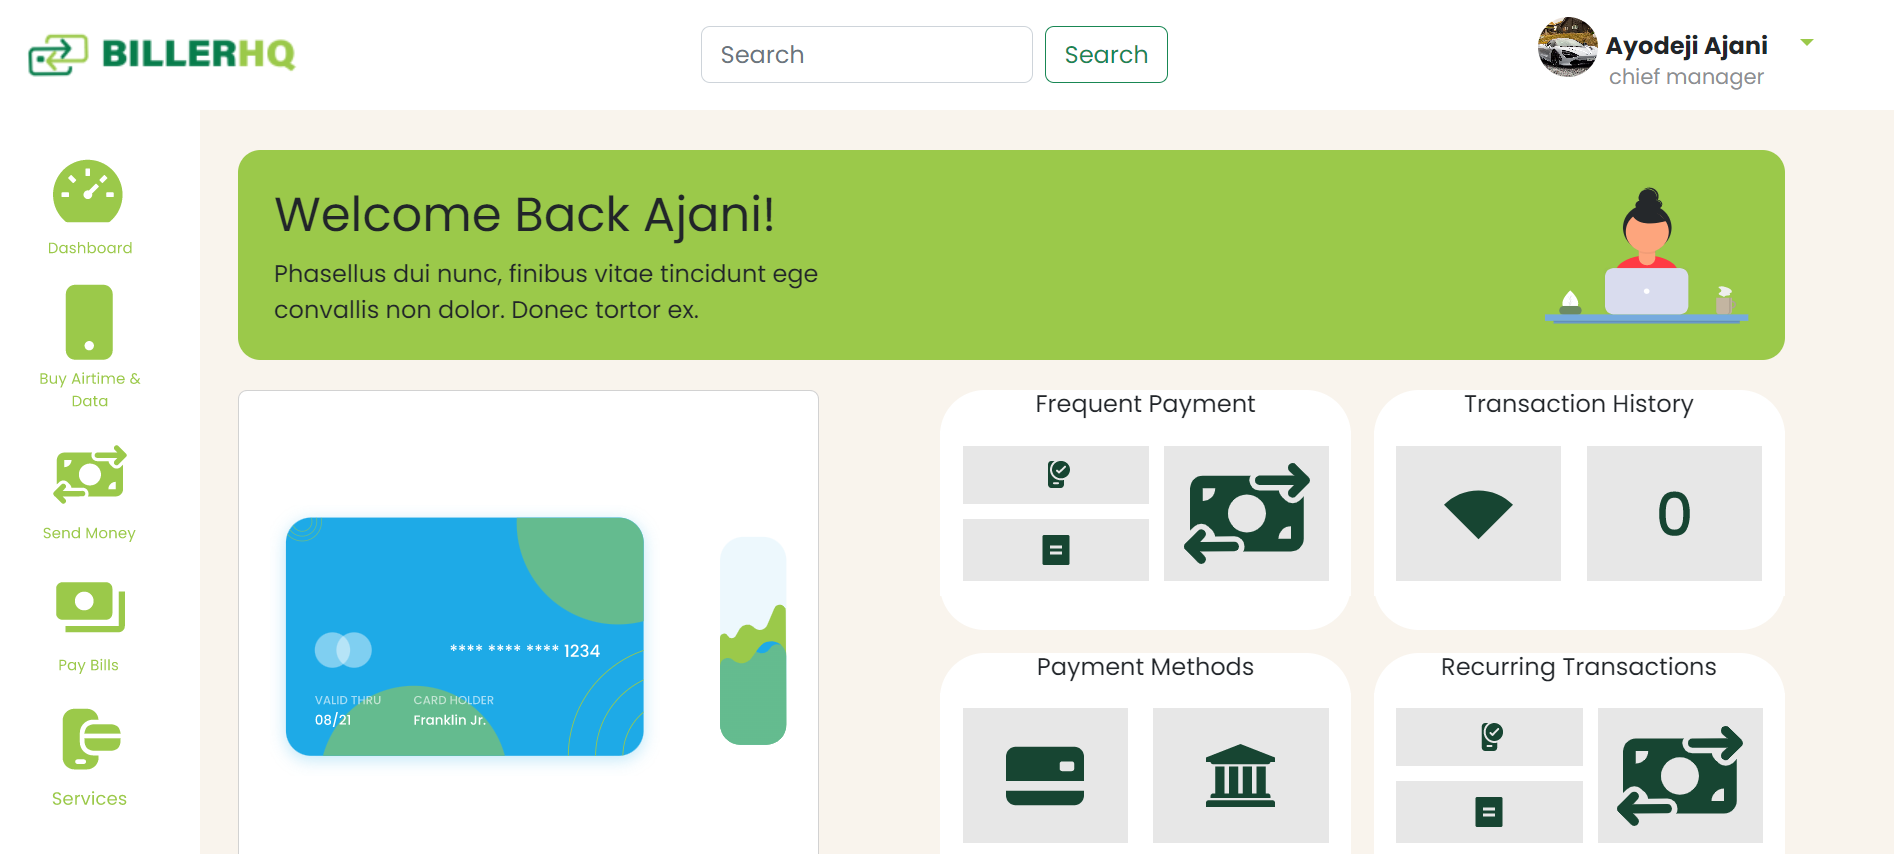 BILLERHQ
Search
Search
Ayodeji Ajani
chief manager
Dashboard
Buy Airtime &
Data
Send Money
Pay Bills
Services
Welcome Back Ajani!
Phasellus dui nunc, finibus vitae tincidunt ege
convallis non dolor. Donec tortor ex.
**** **** **** 1234
VALID THRU
08/21
CARD HOLDER
Franklin Jr.
Frequent Payment
Transaction History
0
Payment Methods
Recurring Transactions